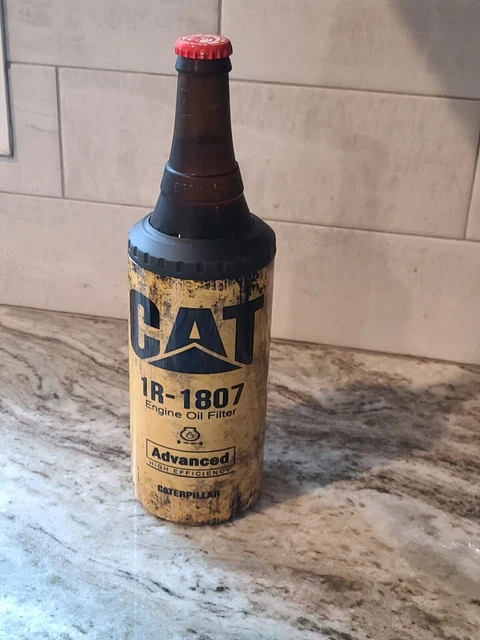 CAT
1R-1807
Engine Oil Filter
Advanced
HIGH EFFICIENCY
CATERPILLAR